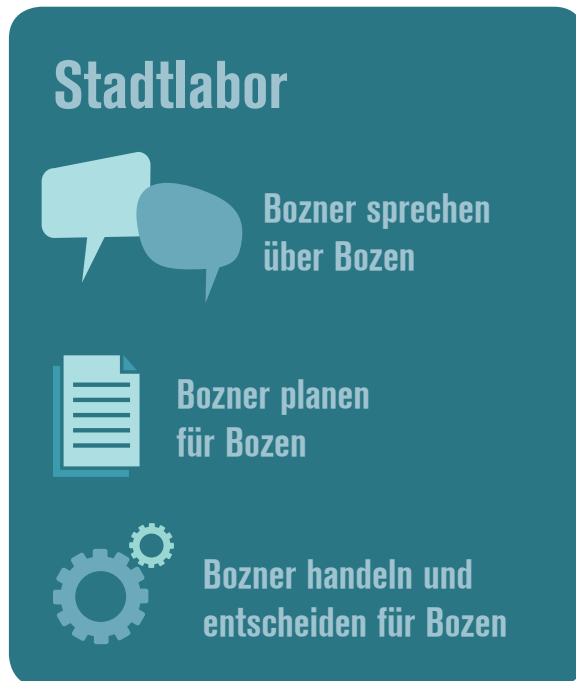 Stadtlabor
Bozner sprechen
über Bozen
Bozner planen
für Bozen
Bozner handeln und
entscheiden für Bozen